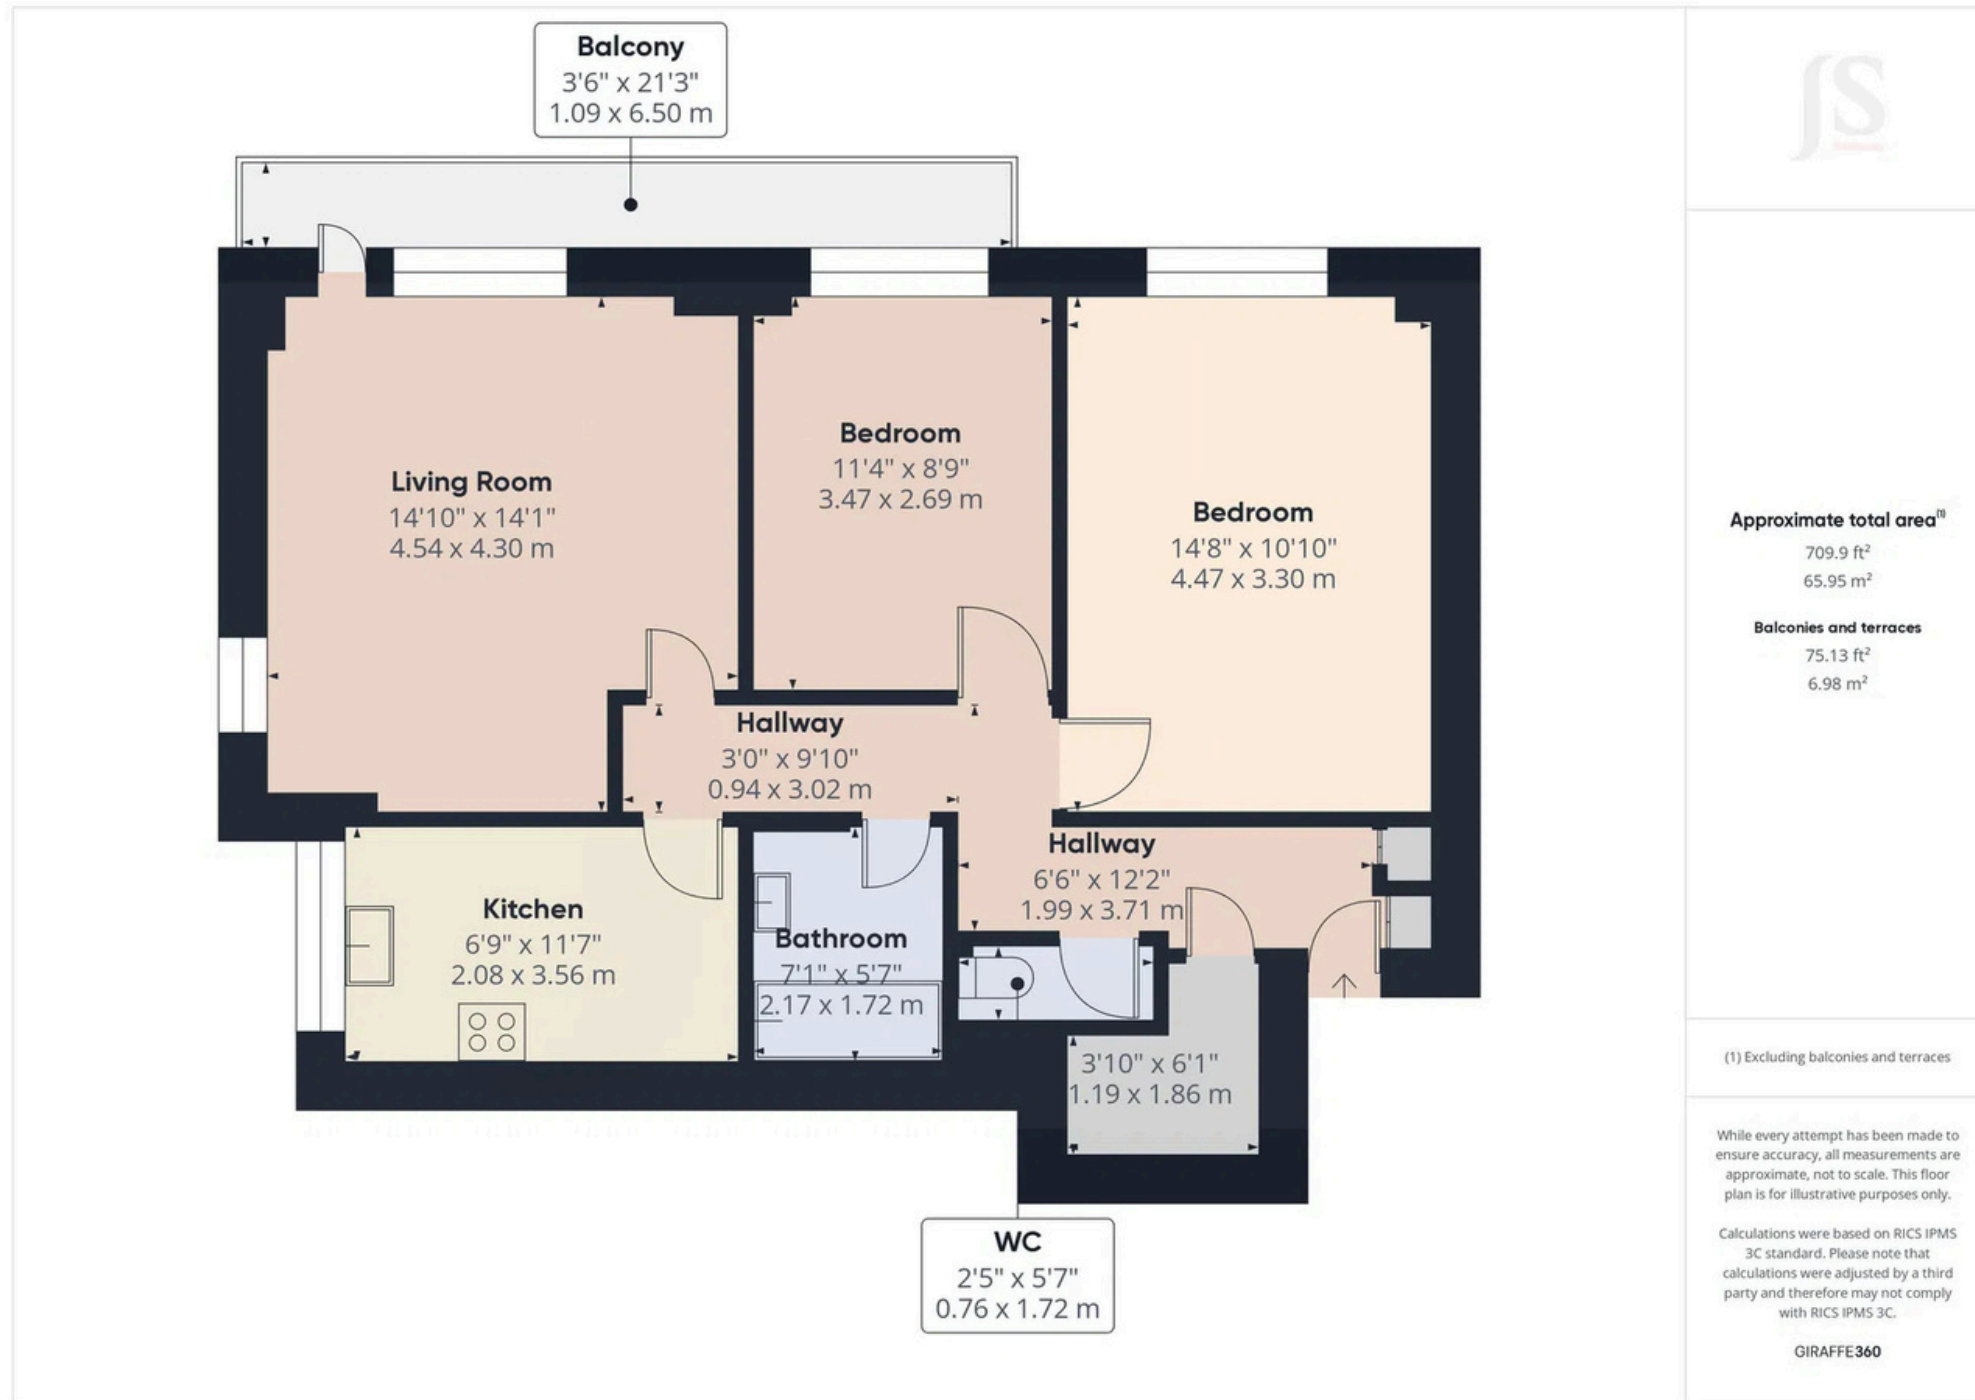 Balcony
3'6" x 21'3"
1.09 x 6.50 m
JS
Living Room
14'10" x 14'1"
4.54 x 4.30 m
Bedroom
11'4" x 8'9"
3.47 x 2.69 m
Bedroom
14'8" x 10'10"
4.47 x 3.30 m
Hallway
3'0" x 9'10"
0.94 x 3.02 m
Hallway
6'6" x 12'2"
1.99 x 3.71 m
Kitchen
6'9" x 11'7"
2.08 x 3.56 m
Bathroom
7'1" x 5'7"
2.17 x 1.72 m
3'10" x 6'1"
1.19 x 1.86 m
WC
2'5" x 5'7"
0.76 x 1.72 m
Approximate total area(1)
709.9 ft²
65.95 m²
Balconies and terraces
75.13 ft²
6.98 m²
(1) Excluding balconies and terraces
While every attempt has been made to
ensure accuracy, all measurements are
approximate, not to scale. This floor
plan is for illustrative purposes only.
Calculations were based on RICS IPMS
3C standard. Please note that
calculations were adjusted by a third
party and therefore may not comply
with RICS IPMS 3C.
GIRAFFE360